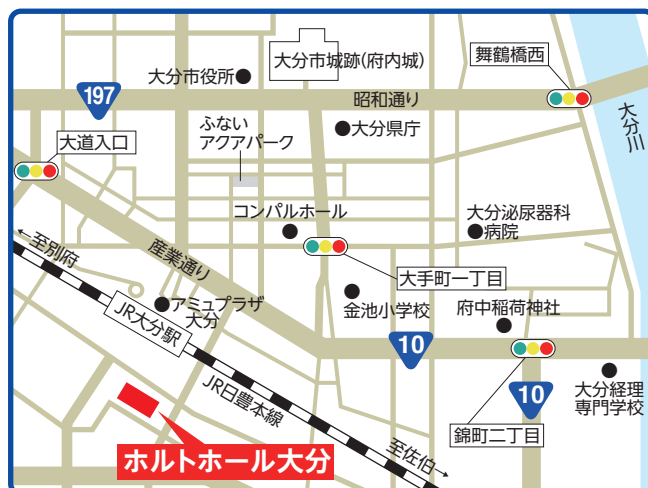 大分市城跡(府内城)
舞鶴橋西
大分市役所
197
昭和通り
大分川
ふない
アクアパーク
大分県庁
大道入口
コンパルホール
大分泌尿器科
病院
←至別府
産業通り
大手町一丁目
アミュプラザ
大分
金池小学校
府中稲荷神社
JR大分駅
10
10
JR日豊本線
大分経理
専門学校
錦町二丁目
ホルトホール大分
至佐伯→